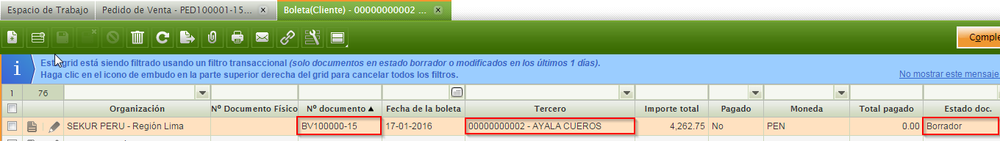 Espacio de Trabajo Pedido de Venta - PED100001-15... Boleta(Cliente) - 00000000002 ...
Comple
i Este grid está siendo filtrado usando un filtro transaccional (solo documentos en estado borrador o modificados en los últimos 1 días).
Haga clic en el icono de embudo en la parte superior derecha del grid para cancelar todos los filtros. No mostrar este mensaje
1 76
Organización Nº Documento Físico Nº documento Fecha de la boleta Tercero Importe total Pagado Moneda Total pagado Estado doc.
SEKUR PERU - Región Lima BV100000-15 17-01-2016 00000000002 - AYALA CUEROS 4,262.75 No PEN 0.00 Borrador